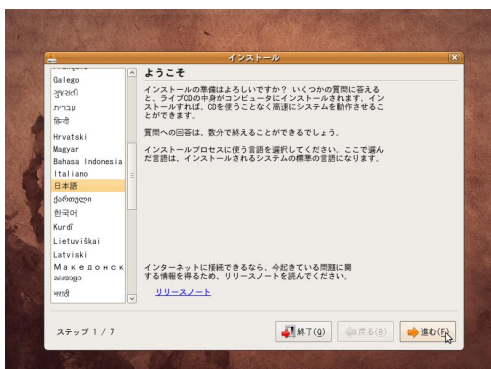 インストール
Galego
ગુજરાતી
עברית
हिन्दी
Hrvatski
Magyar
Bahasa Indonesia
Italiano
日本語
ქართული
한국어
Kurdî
Lietuviškai
Latviski
Македонск
മലയാളം
मराठी
ようこそ
インストールの準備はよろしいですか? いくつかの質問に答える
と、ライブCDの中身がコンピュータにインストールされます。イン
ストールすれば、CDを使うことなく高速にシステムを動作させるこ
とができます。
質問への回答は、数分で終えることができるでしょう。
インストールプロセスに使う言語を選択してください。ここで選ん
だ言語は、インストールされるシステムの標準の言語になります。
インターネットに接続できるなら、今起きている問題に関
する情報を得るため、リリースノートを読んでください。
リリースノート
ステップ 1 / 7
終了(Q)
戻る(B)
進む(F)